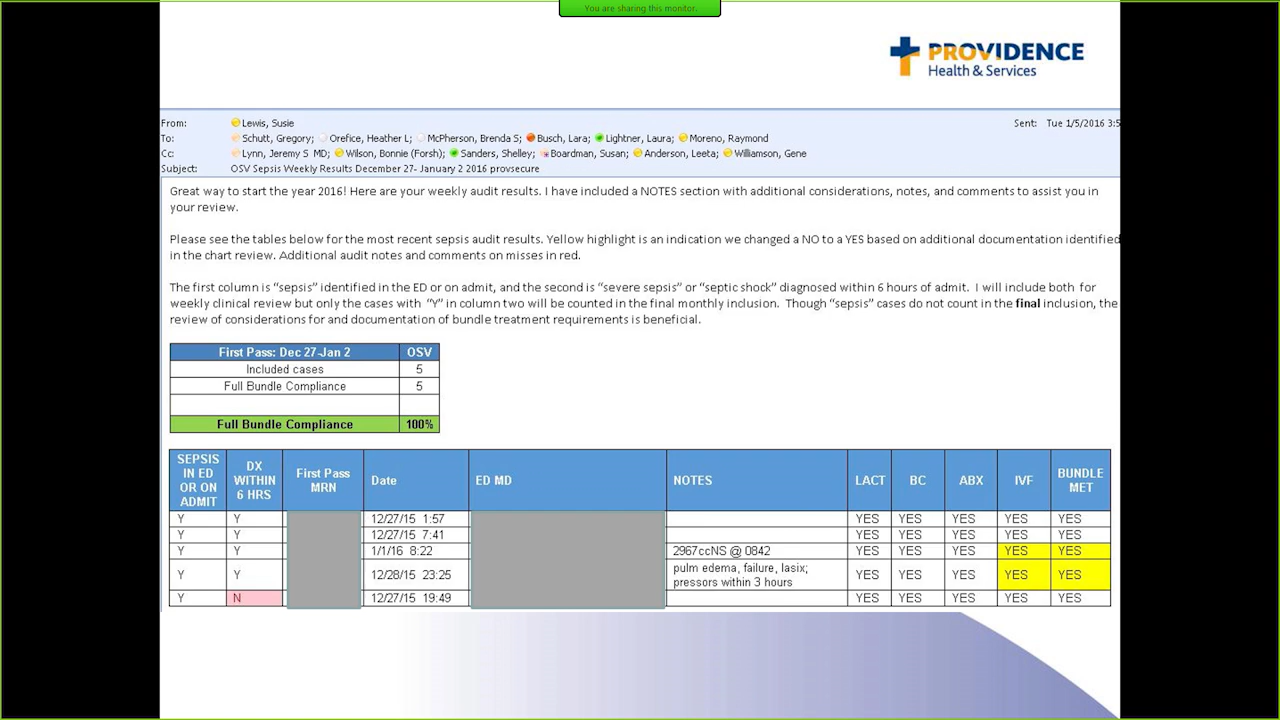 You are sharing this monitor.
PROVIDENCE
Health & Services
From: Lewis, Susie Sent: Tue 1/5/2016 3:5
To: Schutt, Gregory; Orefice, Heather L; McPherson, Brenda S; Busch, Lara; Lightner, Laura; Moreno, Raymond
Cc: Lynn, Jeremy S MD; Wilson, Bonnie (Forsh); Sanders, Shelley; Boardman, Susan; Anderson, Leeta; Williamson, Gene
Subject: OSV Sepsis Weekly Results December 27- January 2 2016 provsecure
Great way to start the year 2016! Here are your weekly audit results. I have included a NOTES section with additional considerations, notes, and comments to assist you in
your review.
Please see the tables below for the most recent sepsis audit results. Yellow highlight is an indication we changed a NO to a YES based on additional documentation identified
in the chart review. Additional audit notes and comments on misses in red.
The first column is “sepsis” identified in the ED or on admit, and the second is “severe sepsis” or “septic shock” diagnosed within 6 hours of admit. I will include both for
weekly clinical review but only the cases with “Y” in column two will be counted in the final monthly inclusion. Though “sepsis” cases do not count in the final inclusion, the
review of considerations for and documentation of bundle treatment requirements is beneficial.
First Pass: Dec 27-Jan 2 OSV
Included cases 5
Full Bundle Compliance 5
Full Bundle Compliance 100%
SEPSIS IN ED OR ON ADMIT DX WITHIN 6 HRS First Pass MRN Date ED MD NOTES LACT BC ABX IVF BUNDLE MET
Y Y 12/27/15 1:57 YES YES YES YES YES
Y Y 12/27/15 7:41 YES YES YES YES YES
Y Y 1/1/16 8:22 2967ccNS @ 0842 YES YES YES YES YES
Y Y 12/28/15 23:25 pulm edema, failure, lasix; pressors within 3 hours YES YES YES YES YES
Y N 12/27/15 19:49 YES YES YES YES YES